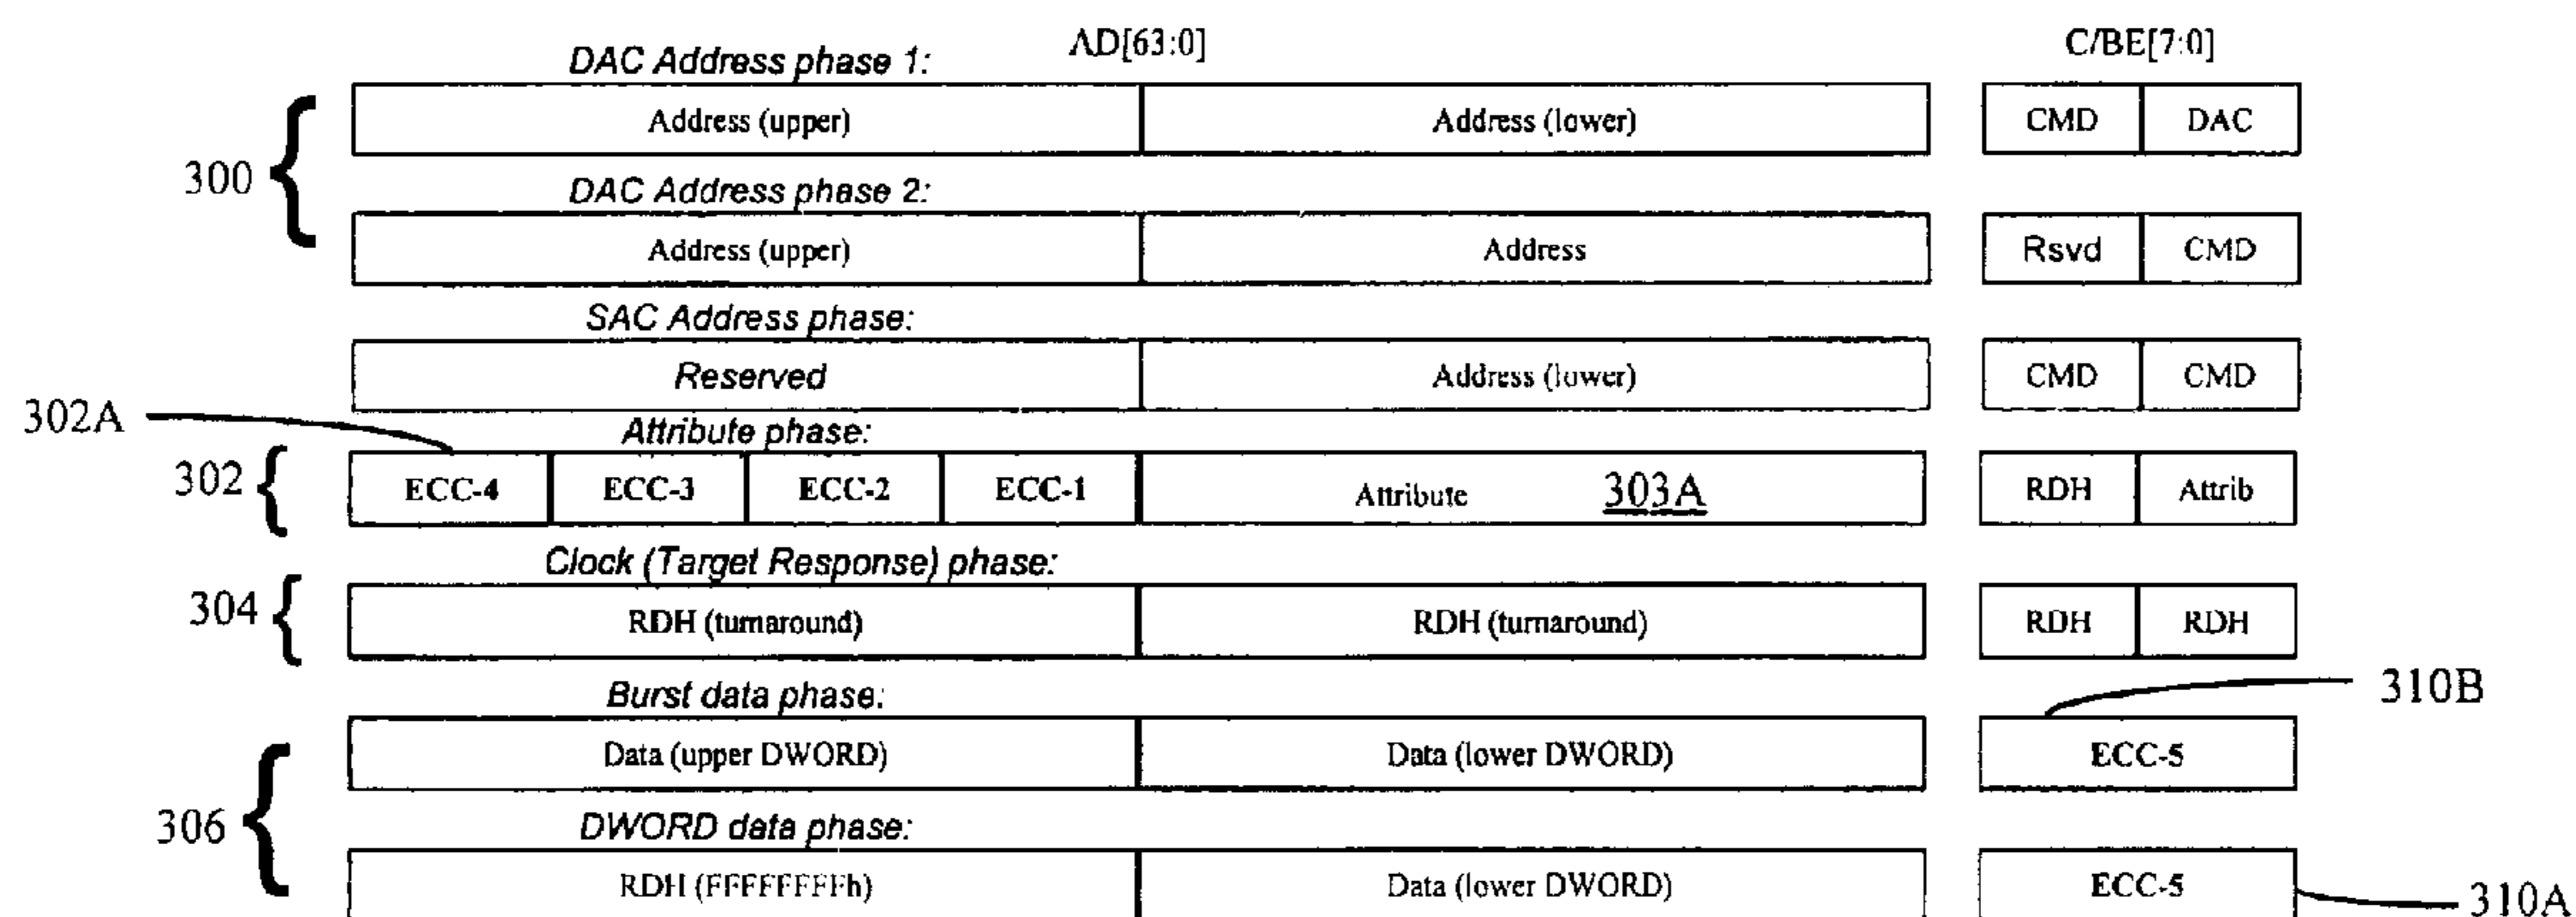 AD[63:0] C/BE[7:0]
DAC Address phase 1:
Address (upper) Address (lower) CMD DAC
300
DAC Address phase 2:
Address (upper) Address Rsvd CMD
SAC Address phase:
Reserved Address (lower) CMD CMD
302A
Attribute phase:
302 ECC-4 ECC-3 ECC-2 ECC-1 Attribute 303A RDH Attrib
Clock (Target Response) phase:
304 RDH (turnaround) RDH (turnaround) RDH RDH
Burst data phase:
310B
Data (upper DWORD) Data (lower DWORD) ECC-5
306
DWORD data phase:
RDH (FFFFFFFFh) Data (lower DWORD) ECC-5 310A